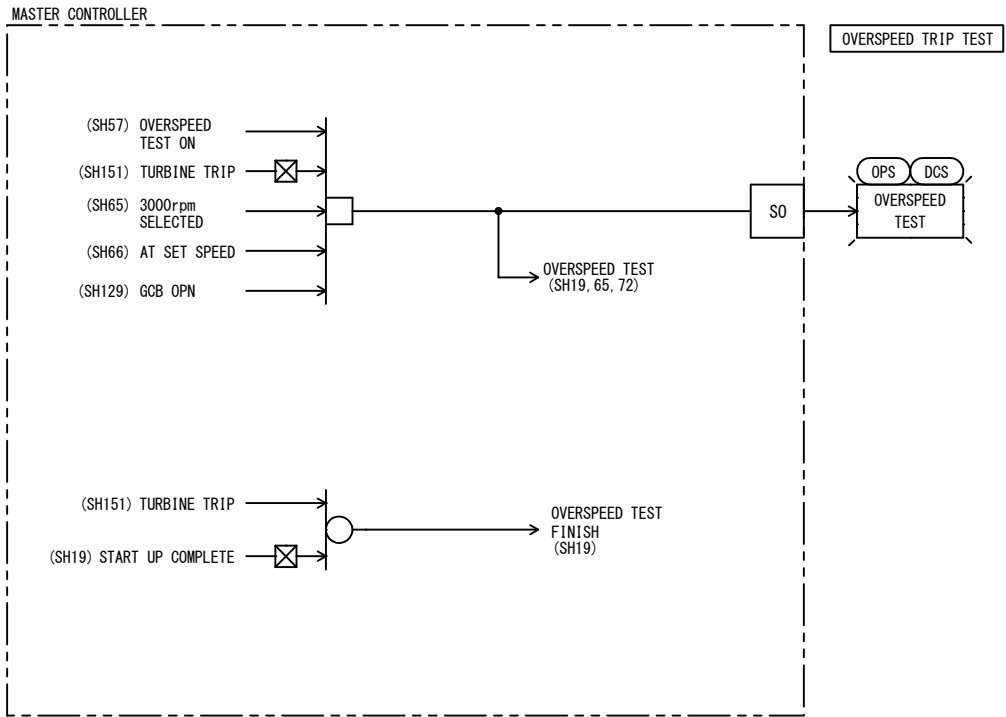 MASTER CONTROLLER
OVERSPEED TRIP TEST
(SH57) OVERSPEED
TEST ON
(SH151) TURBINE TRIP
(SH65) 3000rpm
SELECTED
(SH66) AT SET SPEED
(SH129) GCB OPN
OVERSPEED TEST
(SH19, 65, 72)
SO
OPS DCS
OVERSPEED
TEST
(SH151) TURBINE TRIP
(SH19) START UP COMPLETE
OVERSPEED TEST
FINISH
(SH19)